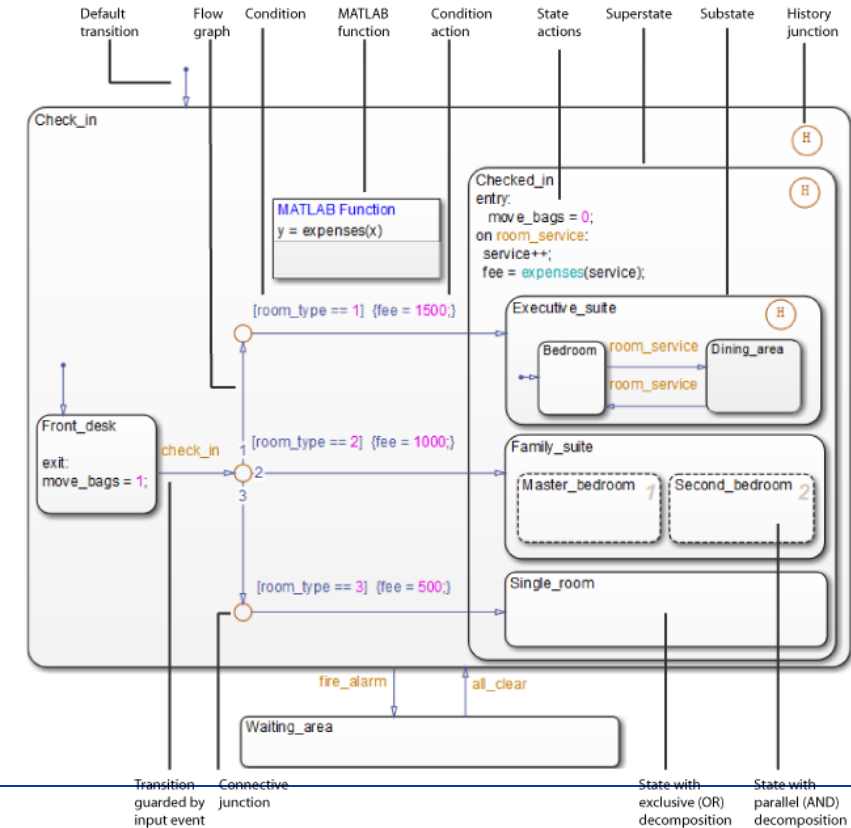 Default
transition
Flow
graph
Condition
MATLAB
function
Condition
action
State
actions
Superstate
Substate
History
junction
Check_in
H
Checked_in
H
entry:
move_bags = 0;
on room_service:
service++;
fee = expenses(service);
MATLAB Function
y = expenses(x)
[room_type == 1] {fee = 1500;}
Executive_suite
H
Bedroom
room_service
Dining_area
room_service
Front_desk
exit:
move_bags = 1;
check_in
1
2
3
[room_type == 2] {fee = 1000;}
Family_suite
Master_bedroom
1
Second_bedroom
2
[room_type == 3] {fee = 500;}
Single_room
fire_alarm
all_clear
Waiting_area
Transition
guarded by
input event
Connective
junction
State with
exclusive (OR)
decomposition
State with
parallel (AND)
decomposition